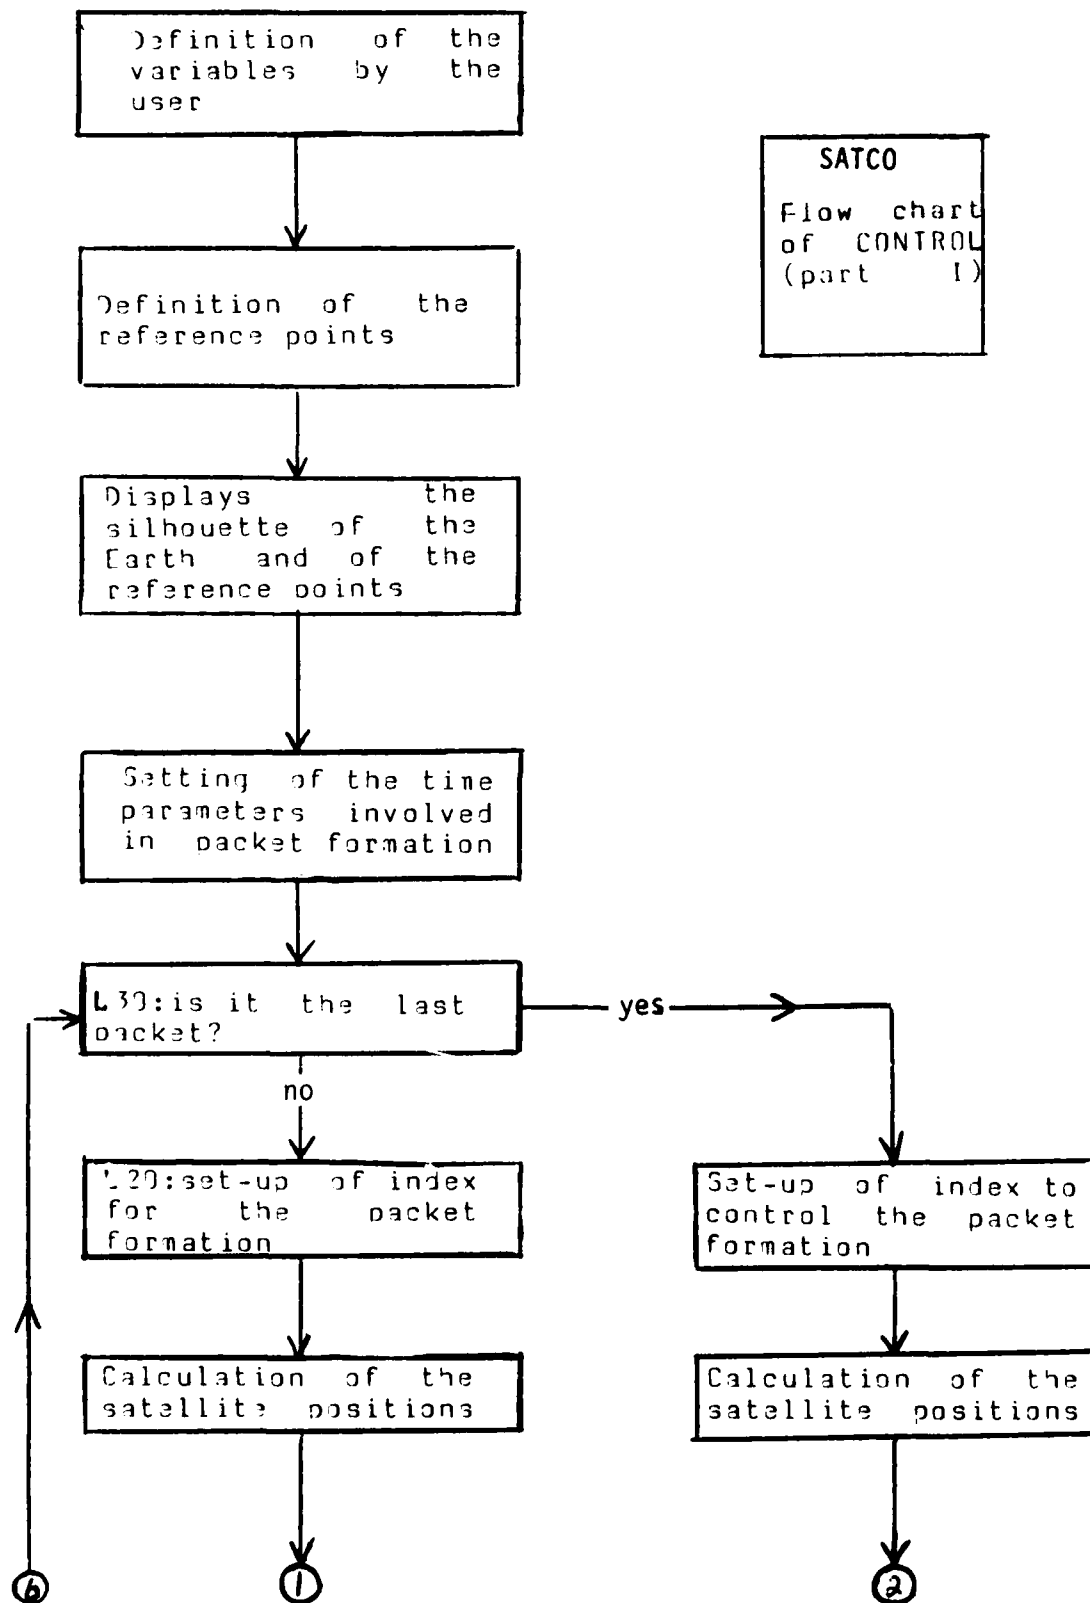 Definition of the
variables by the
user
SATCO
Flow chart
of CONTROL
(part I)
Definition of the
reference points
Displays the
silhouette of the
Earth and of the
reference points
Setting of the time
parameters involved
in packet formation
L30:is it the last
packet?
yes
no
L20:set-up of index
for the packet
formation
Set-up of index to
control the packet
formation
Calculation of the
satellite positions
Calculation of the
satellite positions
6
1
2